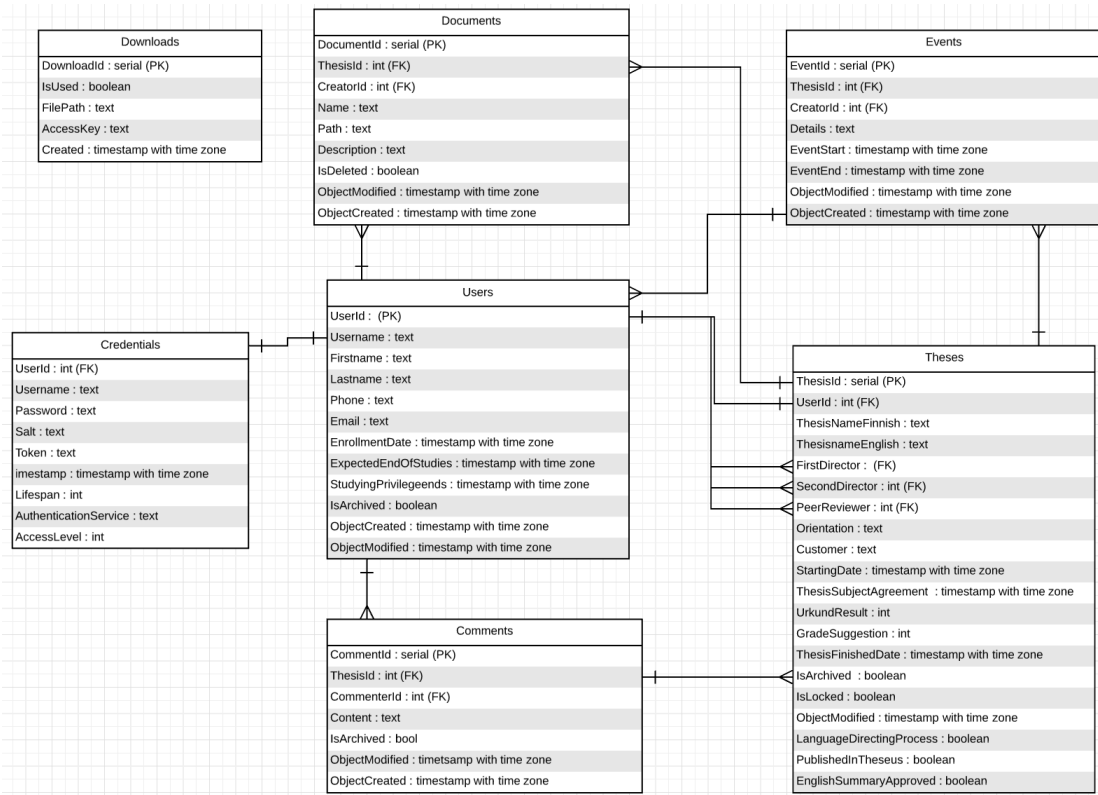 Downloads
DownloadId : serial (PK)
IsUsed : boolean
FilePath : text
AccessKey : text
Created : timestamp with time zone
Documents
DocumentId : serial (PK)
ThesisId : int (FK)
CreatorId : int (FK)
Name : text
Path : text
Description : text
IsDeleted : boolean
ObjectModified : timestamp with time zone
ObjectCreated : timestamp with time zone
Events
EventId : serial (PK)
ThesisId : int (FK)
CreatorId : int (FK)
Details : text
EventStart : timestamp with time zone
EventEnd : timestamp with time zone
ObjectModified : timestamp with time zone
ObjectCreated : timestamp with time zone
Credentials
UserId : int (FK)
Username : text
Password : text
Salt : text
Token : text
imestamp : timestamp with time zone
Lifespan : int
AuthenticationService : text
AccessLevel : int
Users
UserId :  (PK)
Username : text
Firstname : text
Lastname : text
Phone : text
Email : text
EnrollmentDate : timestamp with time zone
ExpectedEndOfStudies : timestamp with time zone
StudyingPrivilegeends : timestamp with time zone
IsArchived : boolean
ObjectCreated : timestamp with time zone
ObjectModified : timestamp with time zone
Theses
ThesisId : serial (PK)
UserId : int (FK)
ThesisNameFinnish : text
ThesisnameEnglish : text
FirstDirector :  (FK)
SecondDirector : int (FK)
PeerReviewer : int (FK)
Orientation : text
Customer : text
StartingDate : timestamp with time zone
ThesisSubjectAgreement  : timestamp with time zone
UrkundResult : int
GradeSuggestion : int
ThesisFinishedDate : timestamp with time zone
IsArchived  : boolean
IsLocked : boolean
ObjectModified : timestamp with time zone
LanguageDirectingProcess : boolean
PublishedInTheseus : boolean
EnglishSummaryApproved : boolean
Comments
CommentId : serial (PK)
ThesisId : int (FK)
CommenterId : int (FK)
Content : text
IsArchived : bool
ObjectModified : timetsamp with time zone
ObjectCreated : timestamp with time zone